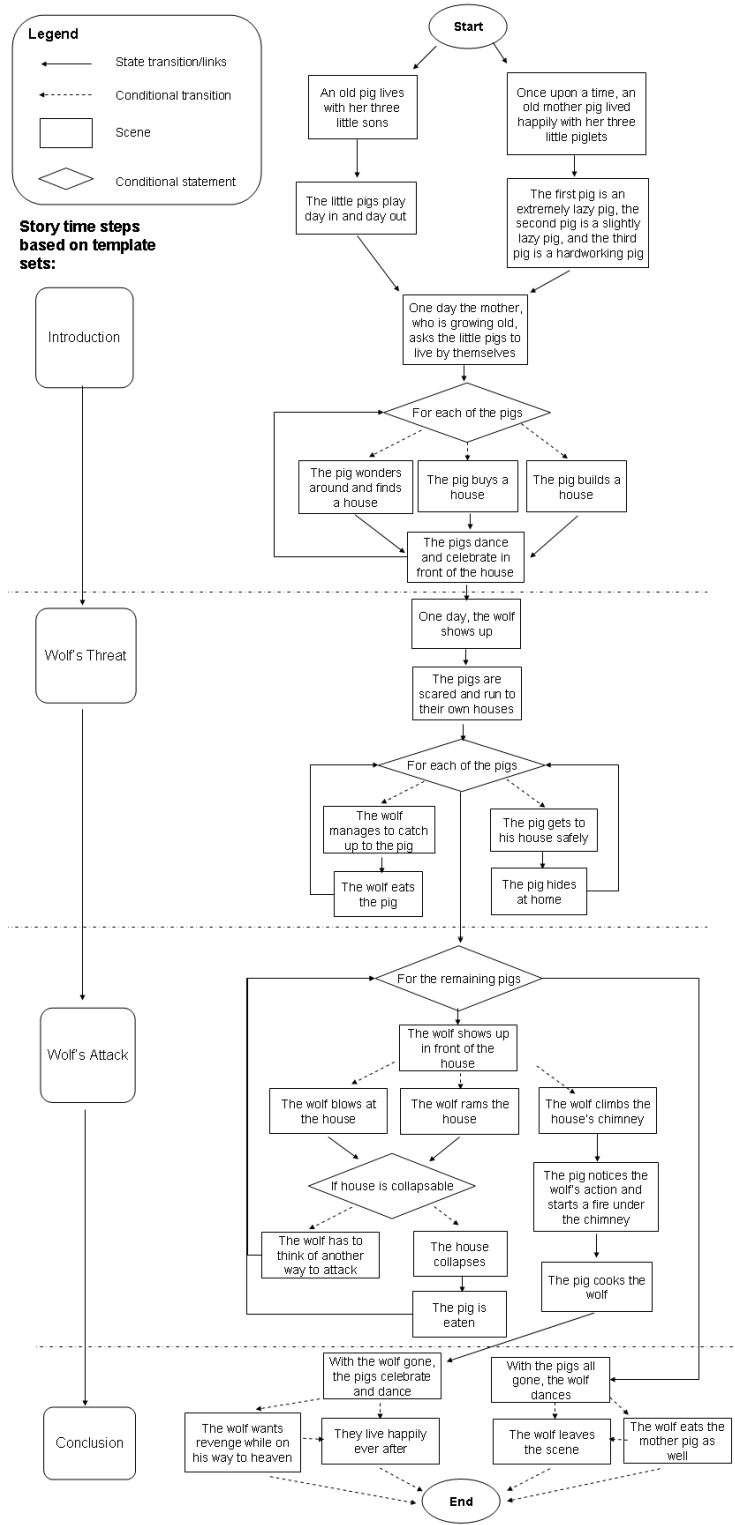 Legend
State transition/links
Conditional transition
Scene
Conditional statement
Story time steps
based on template
sets:
Introduction
Wolf's Threat
Wolf's Attack
Conclusion
Start
An old pig lives
with her three
little sons
Once upon a time, an
old mother pig lived
happily with her three
little piglets
The little pigs play
day in and day out
The first pig is an
extremely lazy pig, the
second pig is a slightly
lazy pig, and the third
pig is a hardworking pig
One day the mother,
who is growing old,
asks the little pigs to
live by themselves
For each of the pigs
The pig wonders
around and finds
a house
The pig buys a
house
The pig builds a
house
The pigs dance
and celebrate in
front of the house
One day, the wolf
shows up
The pigs are
scared and run to
their own houses
For each of the pigs
The wolf
manages to catch
up to the pig
The pig gets to
his house safely
The wolf eats
the pig
The pig hides
at home
For the remaining pigs
The wolf shows up
in front of the
house
The wolf blows at
the house
The wolf rams the
house
The wolf climbs the
house's chimney
If house is collapsable
The pig notices the
wolf's action and
starts a fire under
the chimney
The wolf has to
think of another
way to attack
The house
collapses
The pig cooks the
wolf
The pig is
eaten
With the wolf gone,
the pigs celebrate
and dance
With the pigs all
gone, the wolf
dances
The wolf wants
revenge while on
his way to heaven
They live happily
ever after
The wolf leaves
the scene
The wolf eats the
mother pig as
well
End